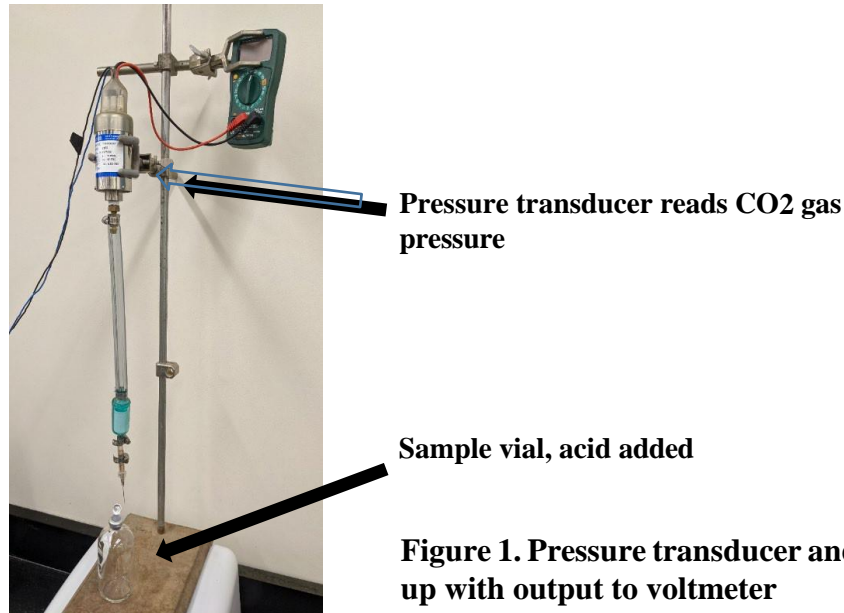 Pressure transducer reads CO2 gas
pressure
Sample vial, acid added
Figure 1. Pressure transducer and
up with output to voltmeter